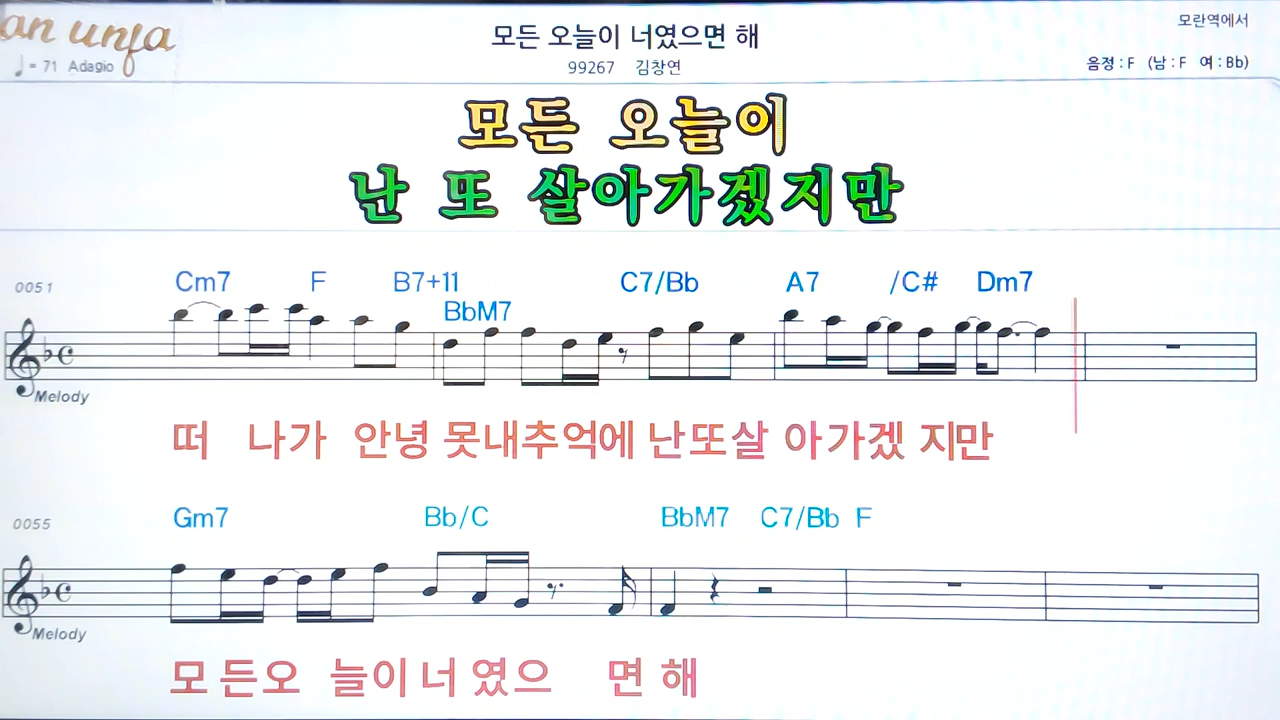 모든 오늘이 너였으면 해
모란역에서
♩= 71 Adagio
99267 김창연
음정 : F (남 : F 여 : Bb)
모든 오늘이
난 또 살아가겠지만
0051
Cm7 F B7+11 BbM7 C7/Bb A7 /C# Dm7
Melody
떠 나가 안녕 못내추억에 난또살 아가겠 지만
0055
Gm7 Bb/C BbM7 C7/Bb F
Melody
모 든오 늘이 너 였으 면 해